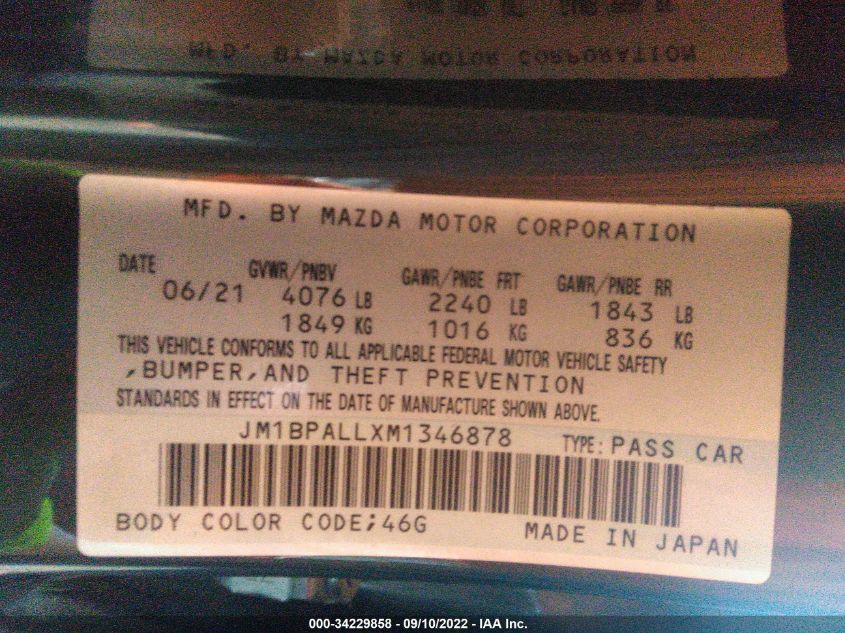 MFD. BY MAZDA MOTOR CORPORATION
MFD. BY MAZDA MOTOR CORPORATION
DATE GVWR/PNBV GAWR/PNBE FRT GAWR/PNBE RR
06/21 4076 LB 2240 LB 1843 LB
1849 KG 1016 KG 836 KG
THIS VEHICLE CONFORMS TO ALL APPLICABLE FEDERAL MOTOR VEHICLE SAFETY
,BUMPER,AND THEFT PREVENTION
STANDARDS IN EFFECT ON THE DATE OF MANUFACTURE SHOWN ABOVE.
JM1BPALLXM1346878 TYPE: PASS CAR
BODY COLOR CODE;46G MADE IN JAPAN
000-34229858 - 09/10/2022 - IAA Inc.